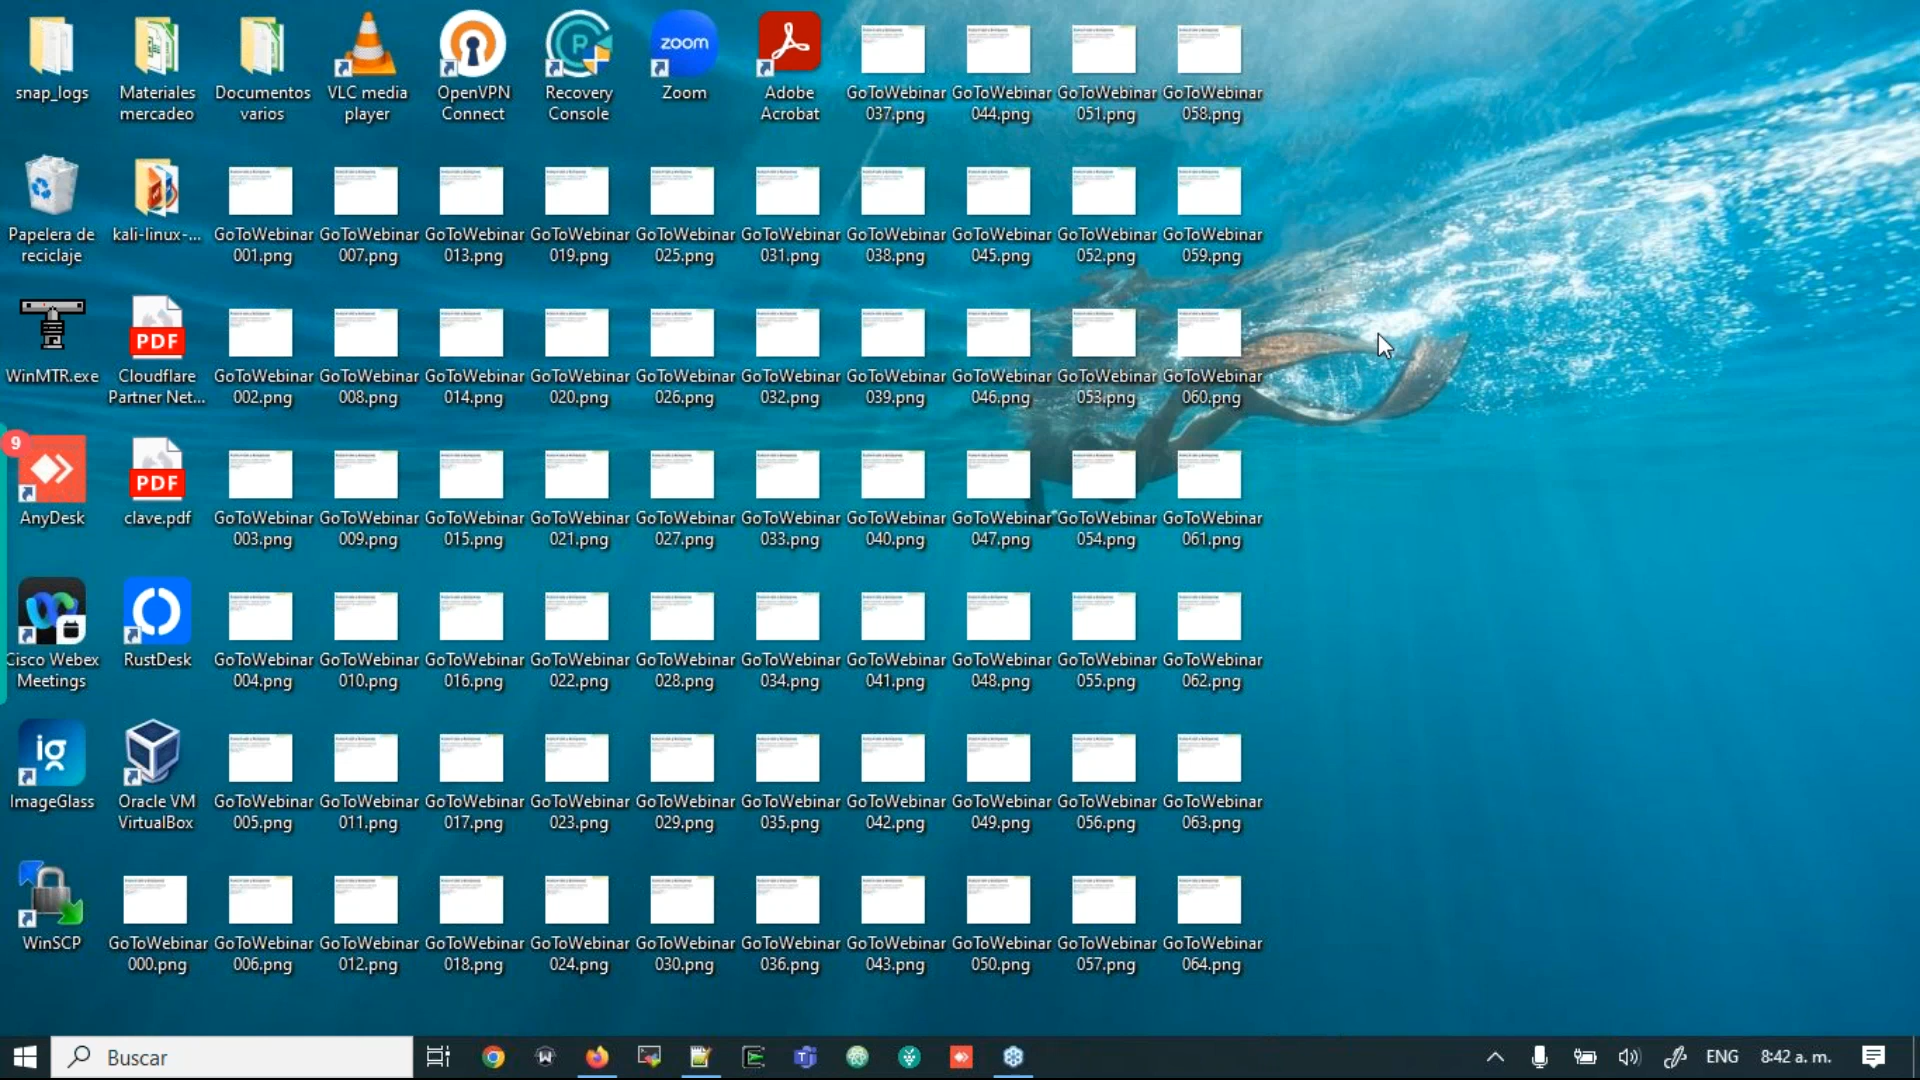 snap_logs
Materiales
mercadeo
Documentos
varios
VLC media
player
OpenVPN
Connect
Recovery
Console
zoom
Zoom
Adobe
Acrobat
GoToWebinar
037.png
GoToWebinar
044.png
GoToWebinar
051.png
GoToWebinar
058.png
Papelera de
reciclaje
kali-linux-...
GoToWebinar
001.png
GoToWebinar
007.png
GoToWebinar
013.png
GoToWebinar
019.png
GoToWebinar
025.png
GoToWebinar
031.png
GoToWebinar
038.png
GoToWebinar
045.png
GoToWebinar
052.png
GoToWebinar
059.png
WinMTR.exe
PDF
Cloudflare
Partner Net...
GoToWebinar
002.png
GoToWebinar
008.png
GoToWebinar
014.png
GoToWebinar
020.png
GoToWebinar
026.png
GoToWebinar
032.png
GoToWebinar
039.png
GoToWebinar
046.png
GoToWebinar
053.png
GoToWebinar
060.png
9
AnyDesk
PDF
clave.pdf
GoToWebinar
003.png
GoToWebinar
009.png
GoToWebinar
015.png
GoToWebinar
021.png
GoToWebinar
027.png
GoToWebinar
033.png
GoToWebinar
040.png
GoToWebinar
047.png
GoToWebinar
054.png
GoToWebinar
061.png
Cisco Webex
Meetings
RustDesk
GoToWebinar
004.png
GoToWebinar
010.png
GoToWebinar
016.png
GoToWebinar
022.png
GoToWebinar
028.png
GoToWebinar
034.png
GoToWebinar
041.png
GoToWebinar
048.png
GoToWebinar
055.png
GoToWebinar
062.png
ig
ImageGlass
Oracle VM
VirtualBox
GoToWebinar
005.png
GoToWebinar
011.png
GoToWebinar
017.png
GoToWebinar
023.png
GoToWebinar
029.png
GoToWebinar
035.png
GoToWebinar
042.png
GoToWebinar
049.png
GoToWebinar
056.png
GoToWebinar
063.png
WinSCP
GoToWebinar
000.png
GoToWebinar
006.png
GoToWebinar
012.png
GoToWebinar
018.png
GoToWebinar
024.png
GoToWebinar
030.png
GoToWebinar
036.png
GoToWebinar
043.png
GoToWebinar
050.png
GoToWebinar
057.png
GoToWebinar
064.png
Buscar
ENG
8:42 a. m.